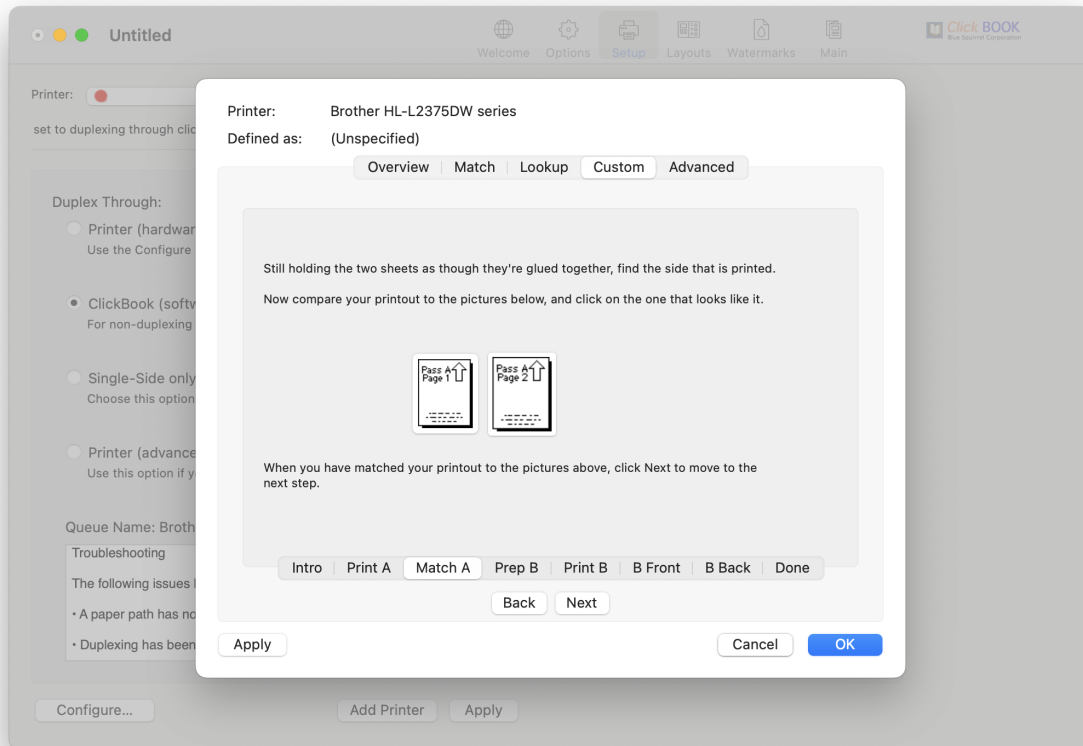 Untitled
Welcome
Options
Setup
Layouts
Watermarks
Main
Click BOOK
Blue Squirrel Corporation
Printer:
set to duplexing through clic
Duplex Through:
Printer (hardwar
Use the Configure
ClickBook (softw
For non-duplexing
Single-Side only
Choose this option
Printer (advance
Use this option if y
Queue Name: Broth
Troubleshooting
The following issues
• A paper path has no
• Duplexing has been
Configure...
Add Printer
Apply
Printer: Brother HL-L2375DW series
Defined as: (Unspecified)
Overview
Match
Lookup
Custom
Advanced
Still holding the two sheets as though they're glued together, find the side that is printed.
Now compare your printout to the pictures below, and click on the one that looks like it.
Pass A
Page 1
Pass A
Page 2
When you have matched your printout to the pictures above, click Next to move to the
next step.
Intro
Print A
Match A
Prep B
Print B
B Front
B Back
Done
Back
Next
Apply
Cancel
OK